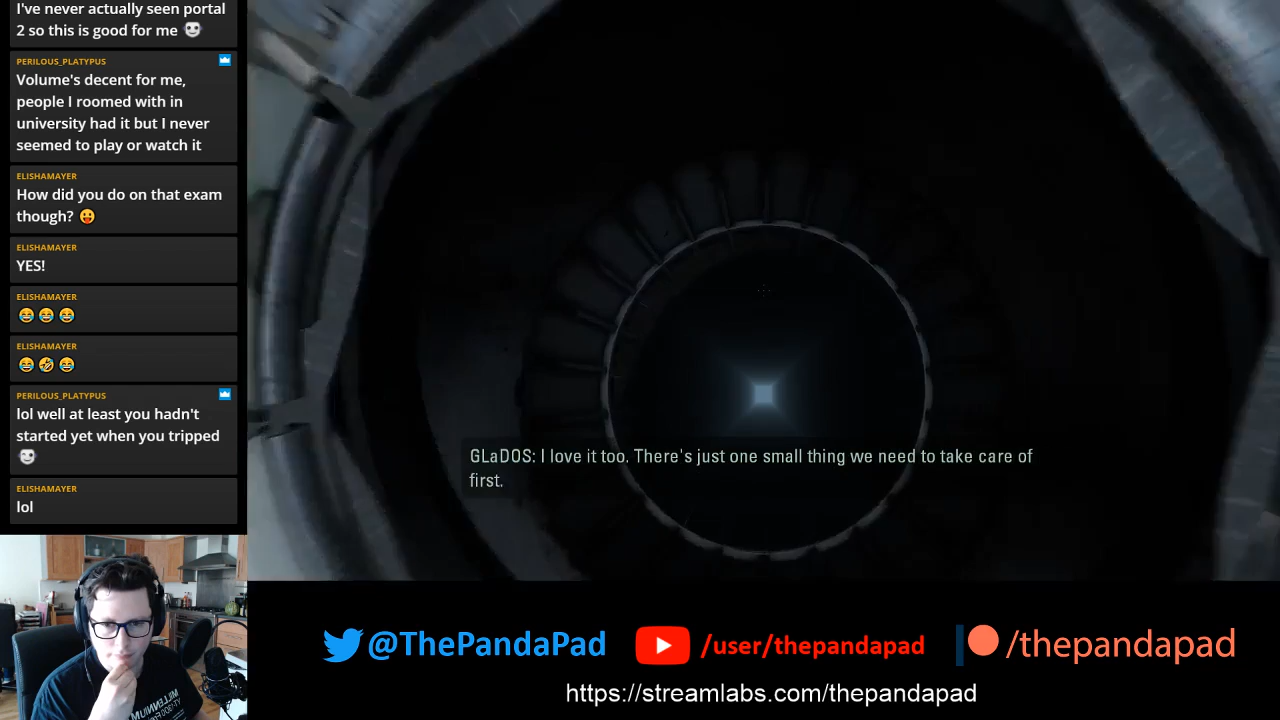 I've never actually seen portal
2 so this is good for me
PERILOUS_PLATYPUS
Volume's decent for me,
people I roomed with in
university had it but I never
seemed to play or watch it
ELISHAMAYER
How did you do on that exam
though? 😛
ELISHAMAYER
YES!
ELISHAMAYER
😂 😂 😂
ELISHAMAYER
😂 🤣 😂
PERILOUS_PLATYPUS
lol well at least you hadn't
started yet when you tripped
ELISHAMAYER
lol
GLaDOS: I love it too. There's just one small thing we need to take care of
first.
@ThePandaPad
/user/thepandapad
/thepandapad
https://streamlabs.com/thepandapad